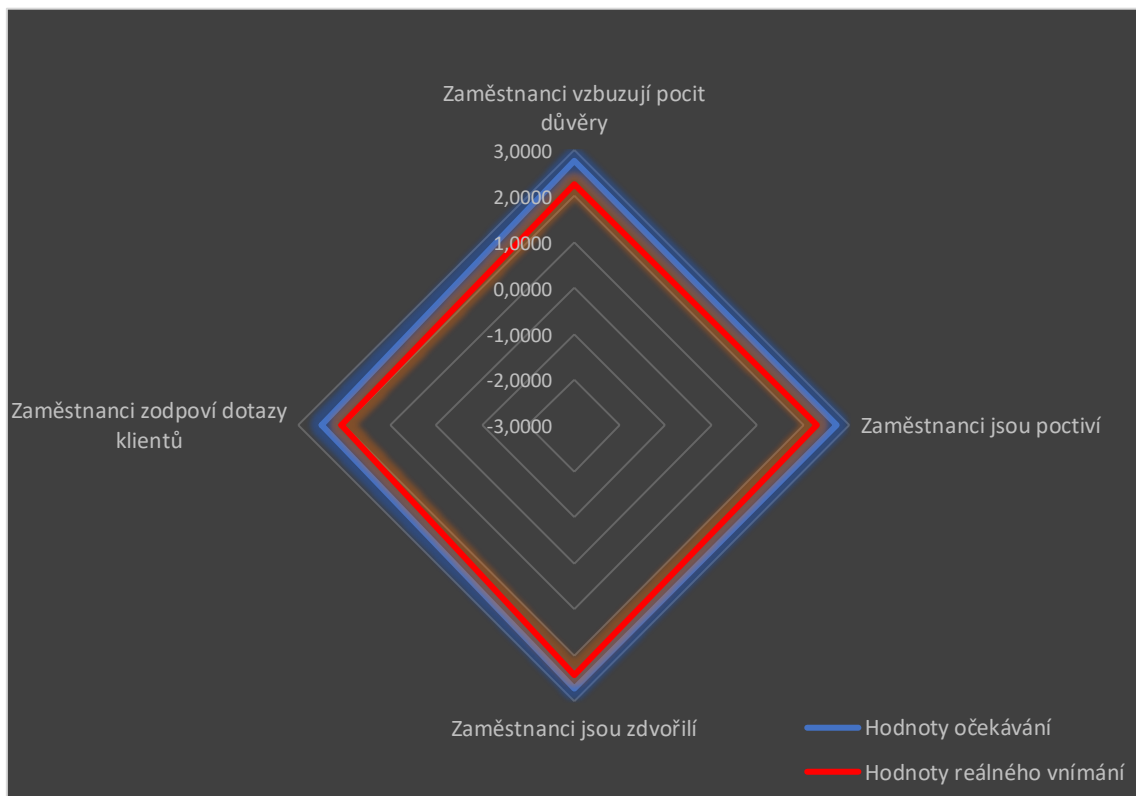 Zaměstnanci vzbuzují pocit
důvěry
3,0000
2,0000
1,0000
0,0000
-1,0000
-2,0000
-3,0000
Zaměstnanci zodpoví dotazy
klientů
Zaměstnanci jsou poctiví
Zaměstnanci jsou zdvořilí
Hodnoty očekávání
Hodnoty reálného vnímání